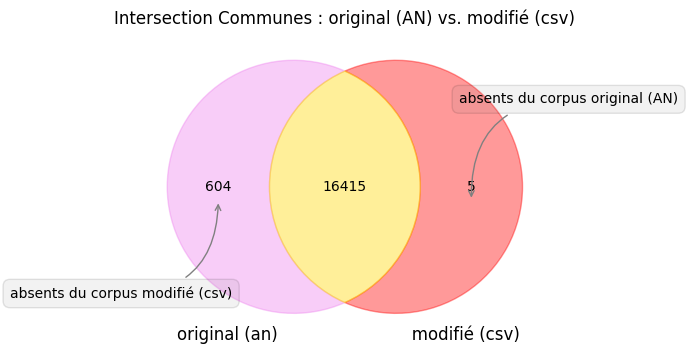 Intersection Communes : original (AN) vs. modifié (csv)
absents du corpus original (AN)
604
16415
5
absents du corpus modifié (csv)
original (an)
modifié (csv)